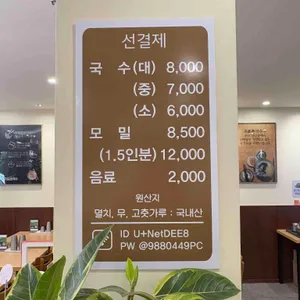 선결제
국 수(대) 8,000
(중) 7,000
(소) 6,000
모 밀 8,500
(1.5인분) 12,000
음료 2,000
원산지
멸치, 무, 고춧가루 : 국내산
ID U+NetDEE8
PW @9880449PC